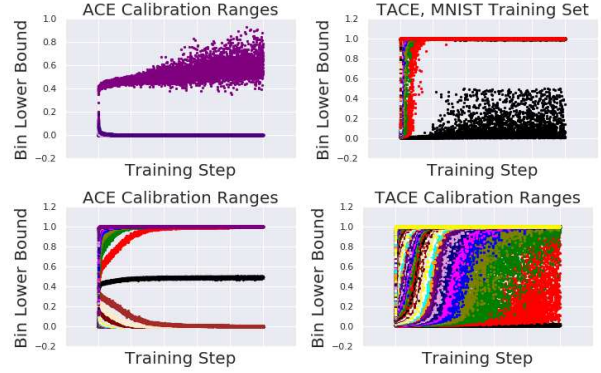 ACE Calibration Ranges
Bin Lower Bound
1.0
0.8
0.6
0.4
0.2
0.0
−0.2
Training Step
TACE, MNIST Training Set
Bin Lower Bound
1.2
1.0
0.8
0.6
0.4
0.2
0.0
−0.2
Training Step
ACE Calibration Ranges
Bin Lower Bound
1.2
1.0
0.8
0.6
0.4
0.2
0.0
−0.2
Training Step
TACE Calibration Ranges
Bin Lower Bound
1.2
1.0
0.8
0.6
0.4
0.2
0.0
−0.2
Training Step